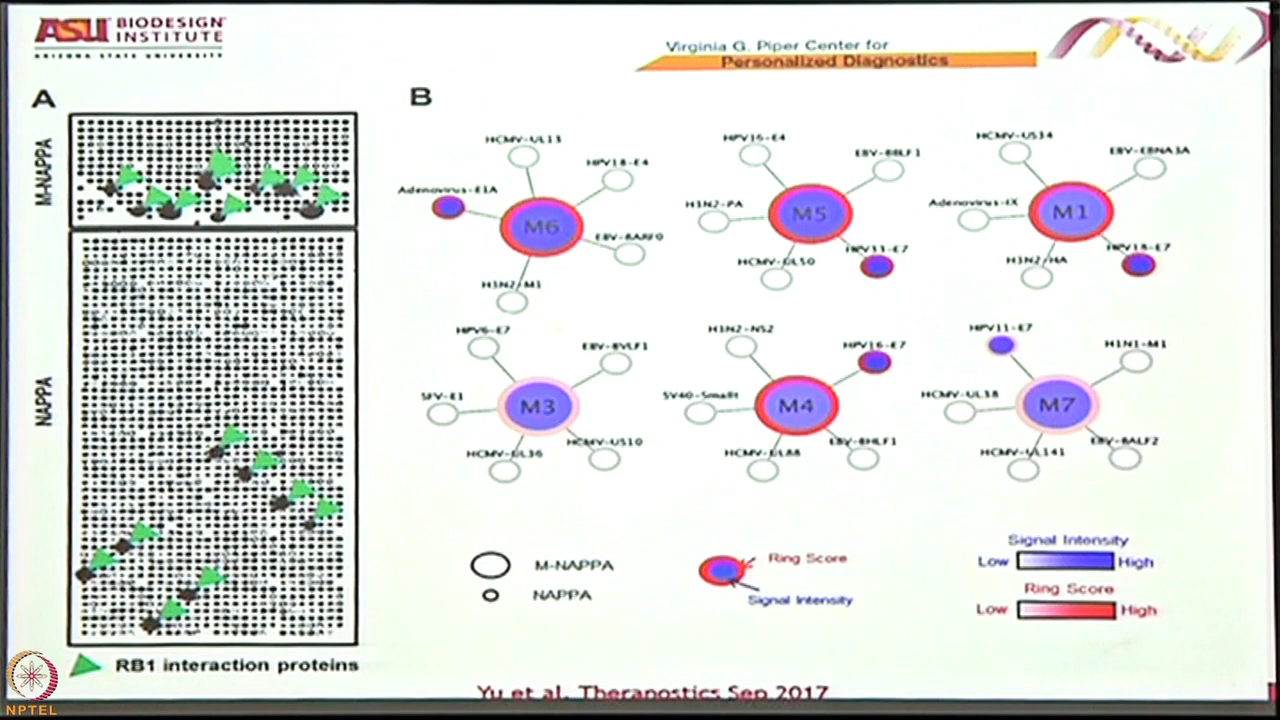 ASU BIODESIGN INSTITUTE
ARIZONA STATE UNIVERSITY
Virginia G. Piper Center for
Personalized Diagnostics
A
M-NAPPA
NAPPA
RB1 interaction proteins
B
HCMV-UL13
HPV18-E4
Adenovirus-E1A
M6
EBV-BARF0
H3N2-M1
HPV16-E4
EBV-BBLF1
H3N2-PA
M5
HCMV-UL50
HPV33-E7
HCMV-US34
EBV-EBNA3A
Adenovirus-IX
M1
H3N2-HA
HPV18-E7
HPV6-E7
EBV-BVLF1
SFV-E1
M3
HCMV-UL36
HCMV-US10
H3N2-NS2
HPV16-E7
SV40-Smallt
M4
HCMV-UL88
EBV-BHLF1
HPV11-E7
H1N1-M1
HCMV-UL38
M7
HCMV-UL141
EBV-BALF2
M-NAPPA
NAPPA
Ring Score
Signal Intensity
Signal Intensity
Low High
Ring Score
Low High
Yu et al. Theranostics Sep 2017
NPTEL